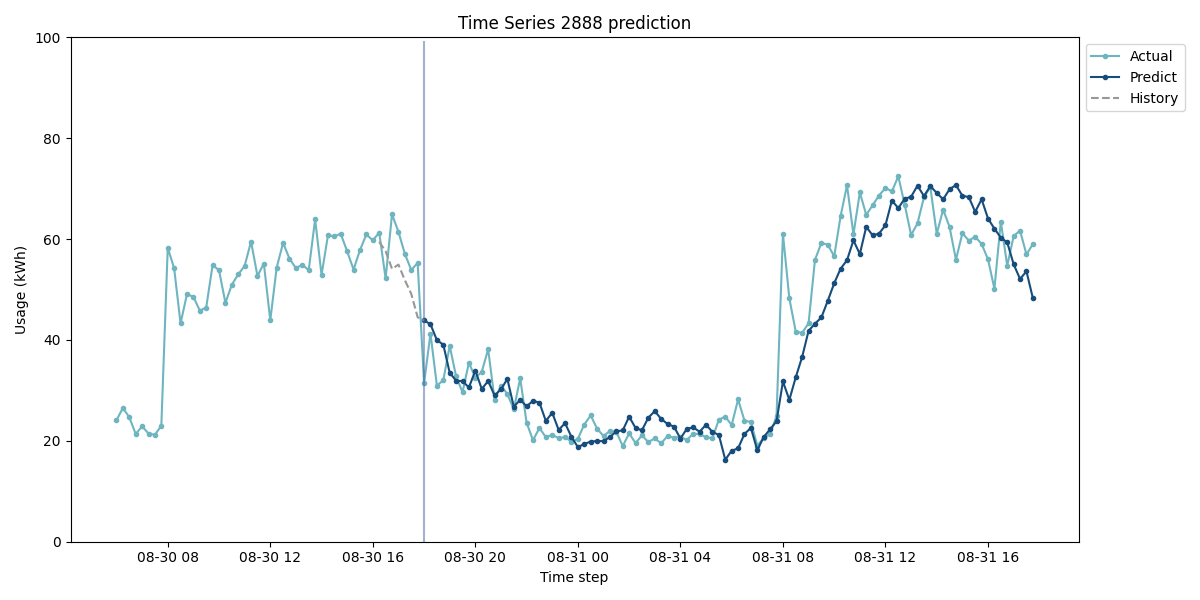 Time Series 2888 prediction
100
80
60
40
20
0
Usage (kWh)
08-30 08
08-30 12
08-30 16
08-30 20
08-31 00
08-31 04
08-31 08
08-31 12
08-31 16
Time step
Actual
Predict
History